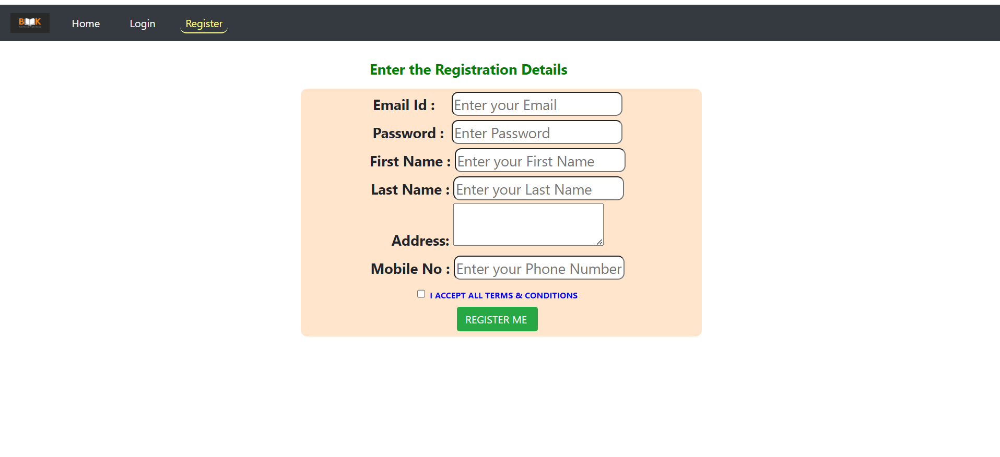 BOOK
Home Login Register
Enter the Registration Details
Email Id : Enter your Email
Password : Enter Password
First Name : Enter your First Name
Last Name : Enter your Last Name
Address:
Mobile No : Enter your Phone Number
I ACCEPT ALL TERMS & CONDITIONS
REGISTER ME